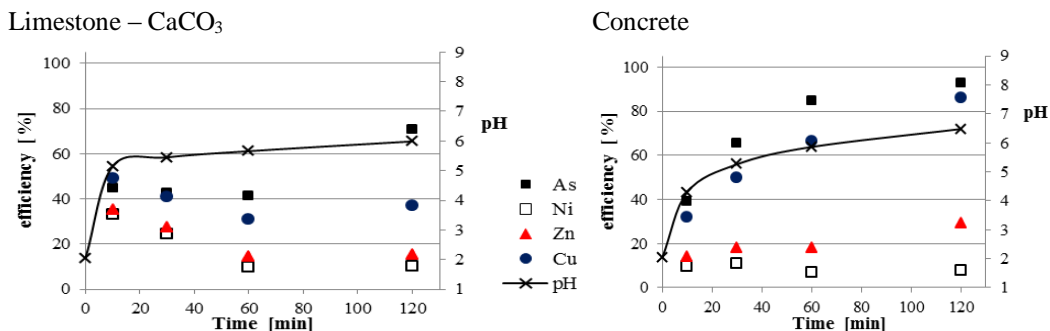 Limestone – CaCO₃
Concrete
efficiency [ %]
100
80
60
40
20
0
9
8
7
6
5
4
3
2
1
pH
0 20 40 60 80 100 120
Time [min]
As
Ni
Zn
Cu
pH
efficiency [ %]
100
80
60
40
20
0
9
8
7
6
5
4
3
2
1
pH
0 20 40 60 80 100 120
Time [min]